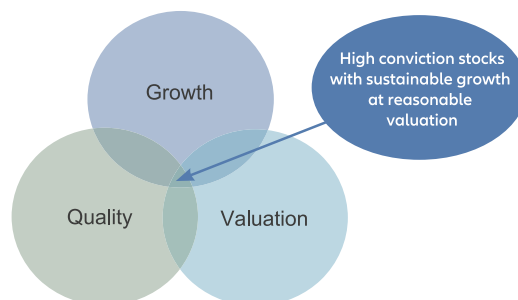 High conviction stocks
with sustainable growth
at reasonable
valuation
Growth
Quality
Valuation